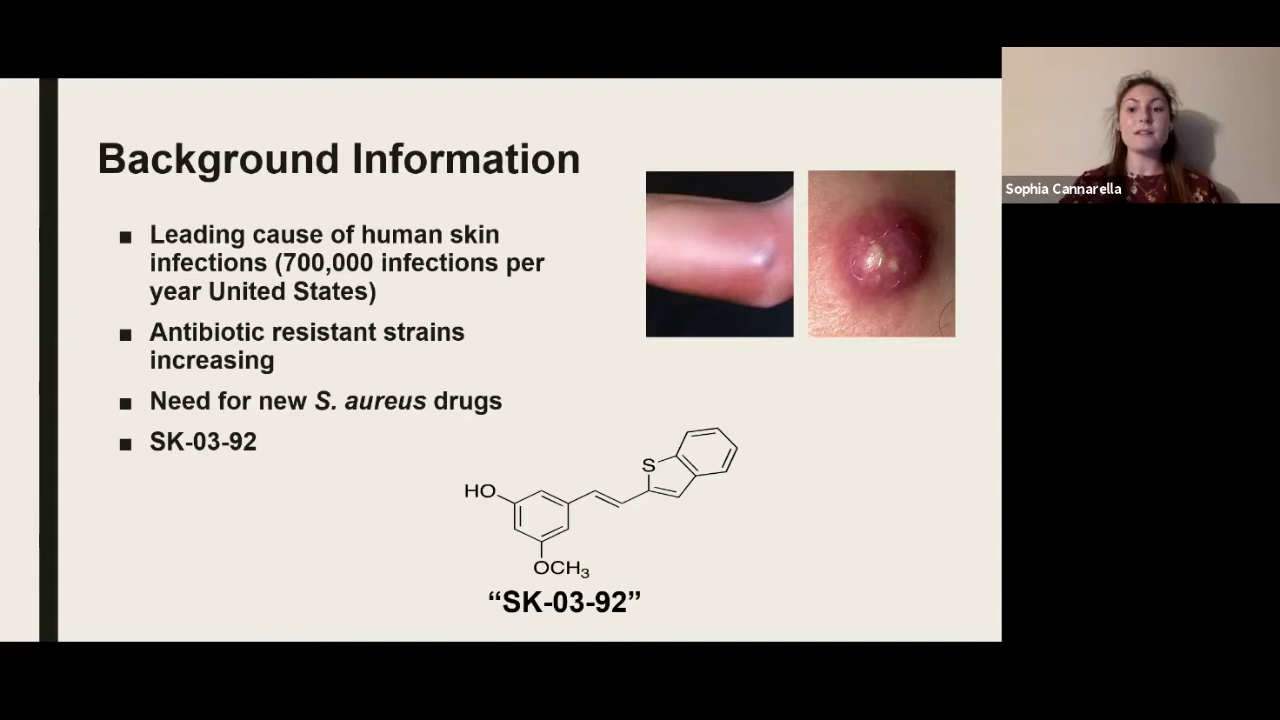 Background Information
■ Leading cause of human skin
infections (700,000 infections per
year United States)
■ Antibiotic resistant strains
increasing
■ Need for new S. aureus drugs
■ SK-03-92
S
HO
OCH₃
“SK-03-92”
Sophia Cannarella